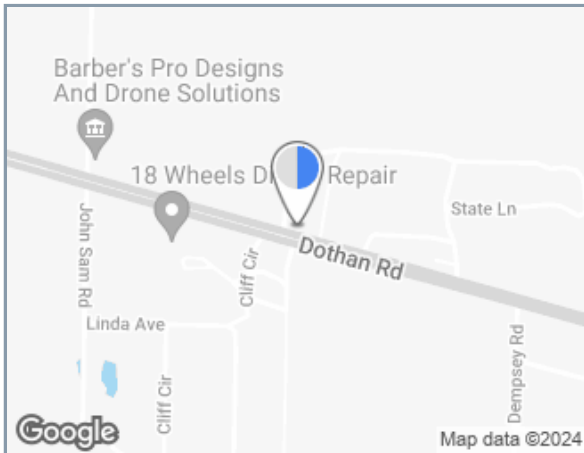 Barber's Pro Designs
And Drone Solutions
18 Wheels D Repair
State Ln
John Sam Rd
Cliff Cir
Dothan Rd
Linda Ave
Cliff Cir
Dempsey Rd
Google
Map data ©2024